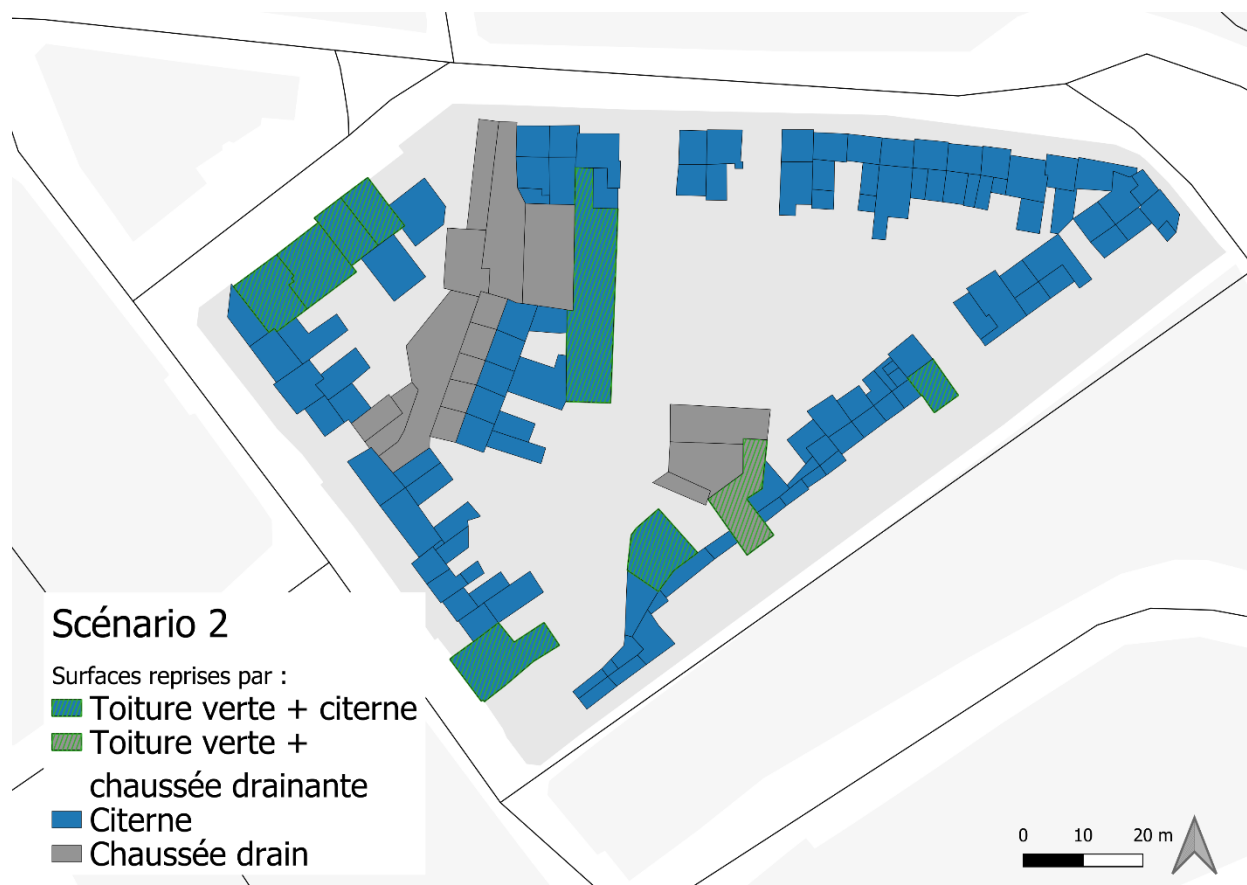 Scénario 2
Surfaces reprises par :
Toiture verte + citerne
Toiture verte +
chaussée drainante
Citerne
Chaussée drain
0 10 20 m